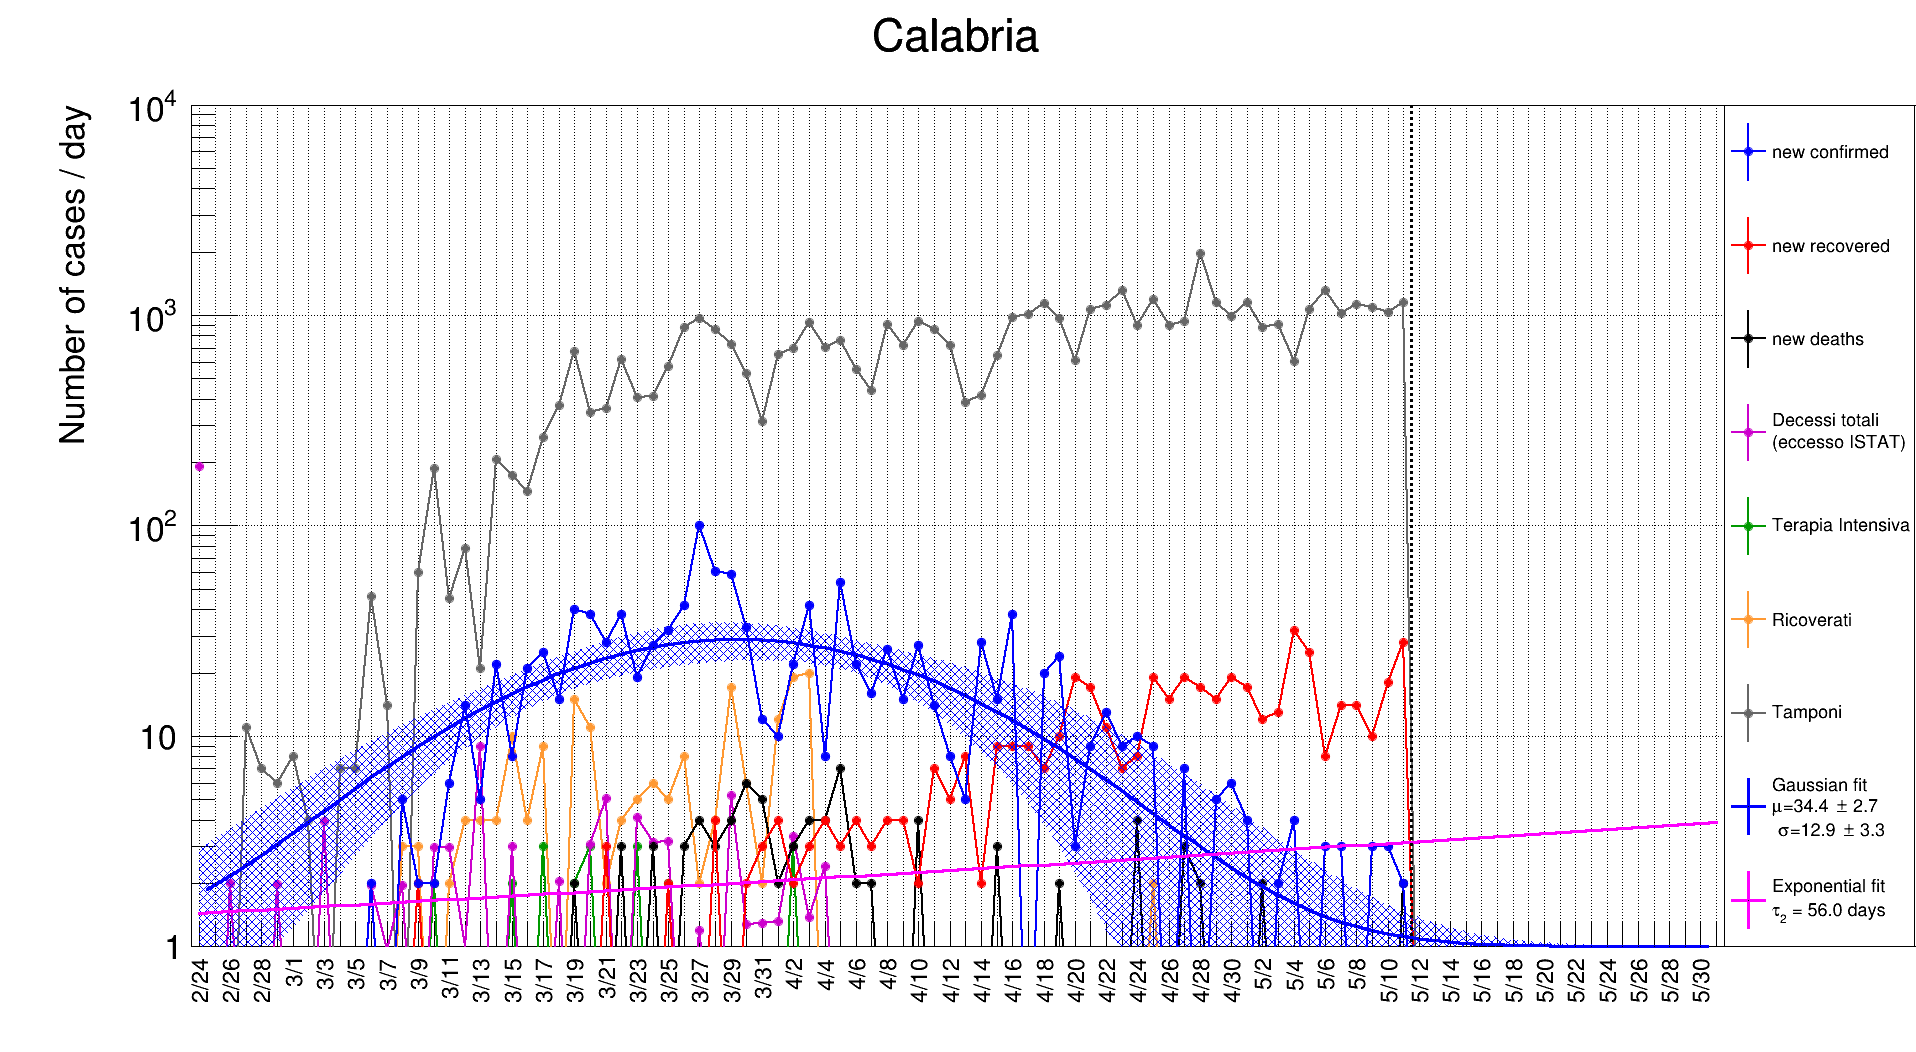 Calabria
Number of cases / day
10⁴
10³
10²
10
1
2/24 2/26 2/28 3/1 3/3 3/5 3/7 3/9 3/11 3/13 3/15 3/17 3/19 3/21 3/23 3/25 3/27 3/29 3/31 4/2 4/4 4/6 4/8 4/10 4/12 4/14 4/16 4/18 4/20 4/22 4/24 4/26 4/28 4/30 5/2 5/4 5/6 5/8 5/10 5/12 5/14 5/16 5/18 5/20 5/22 5/24 5/26 5/28 5/30
new confirmed
new recovered
new deaths
Decessi totali
(eccesso ISTAT)
Terapia Intensiva
Ricoverati
Tamponi
Gaussian fit
μ=34.4 ± 2.7
σ=12.9 ± 3.3
Exponential fit
τ₂ = 56.0 days